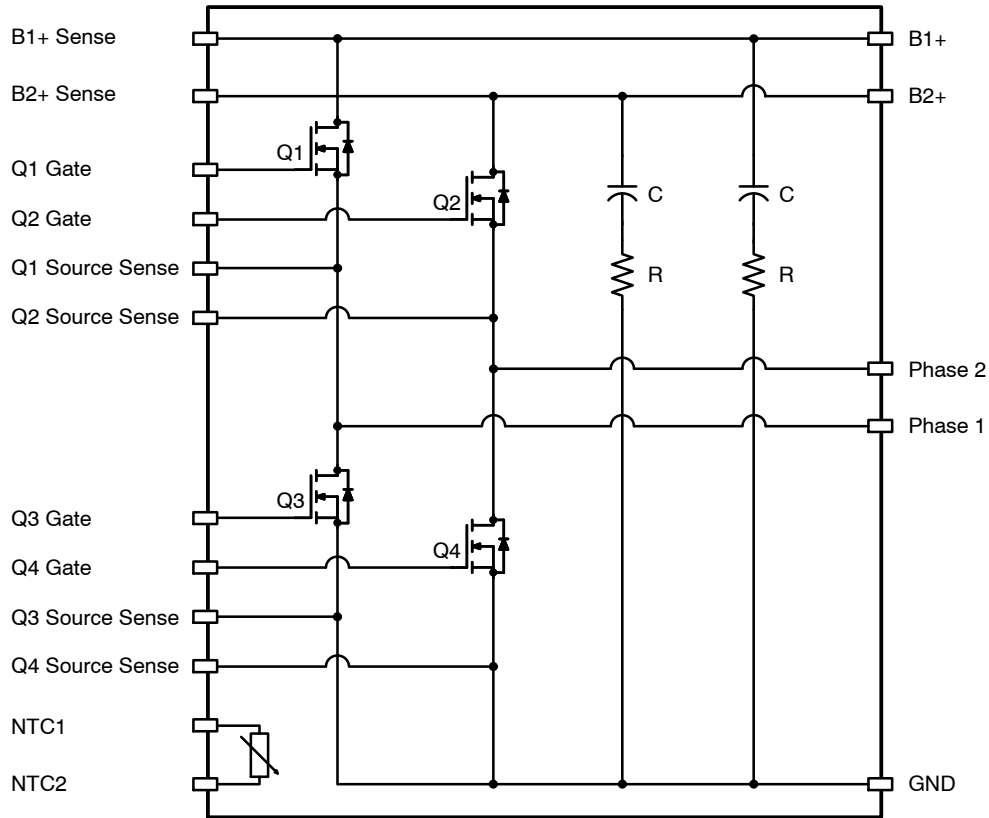 B1+ Sense
B1+
B2+ Sense
B2+
Q1
Q1 Gate
Q2
C
C
Q2 Gate
Q1 Source Sense
R
R
Q2 Source Sense
Phase 2
Phase 1
Q3
Q3 Gate
Q4
Q4 Gate
Q3 Source Sense
Q4 Source Sense
NTC1
NTC2
GND